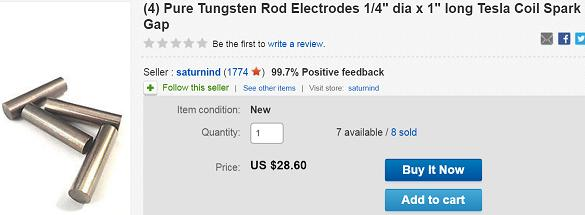 (4) Pure Tungsten Rod Electrodes 1/4" dia x 1" long Tesla Coil Spark
Gap
Be the first to write a review.
Seller : saturnind (1774 ) 99.7% Positive feedback
Follow this seller | See other items | Visit store: saturnind
Item condition: New
Quantity: 1 7 available / 8 sold
Price: US $28.60
Buy It Now
Add to cart